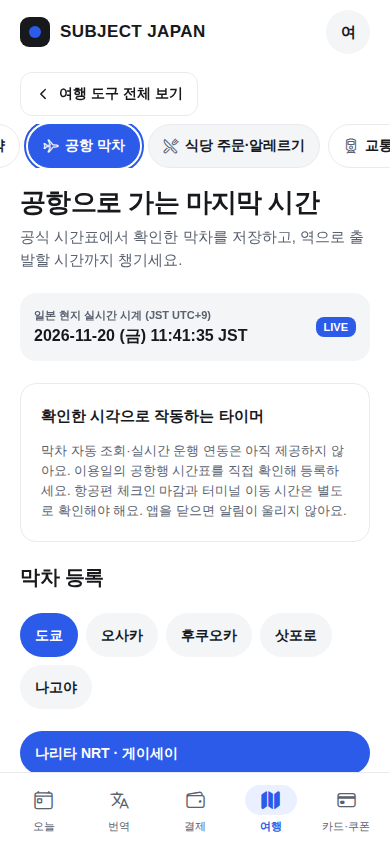 SUBJECT JAPAN
여
여행 도구 전체 보기
공항 막차
식당 주문·알레르기
공항으로 가는 마지막 시간
공식 시간표에서 확인한 막차를 저장하고, 역으로 출
발할 시간까지 챙기세요.
일본 현지 실시간 시계 (JST UTC+9)
2026-11-20 (금) 11:41:35 JST
LIVE
확인한 시각으로 작동하는 타이머
막차 자동 조회·실시간 운행 연동은 아직 제공하지 않
아요. 이용일의 공항행 시간표를 직접 확인해 등록하
세요. 항공편 체크인 마감과 터미널 이동 시간은 별도
로 확인해야 해요. 앱을 닫으면 알림이 울리지 않아요.
막차 등록
도쿄
오사카
후쿠오카
삿포로
나고야
나리타 NRT · 게이세이
오늘
번역
결제
여행
카드·쿠폰